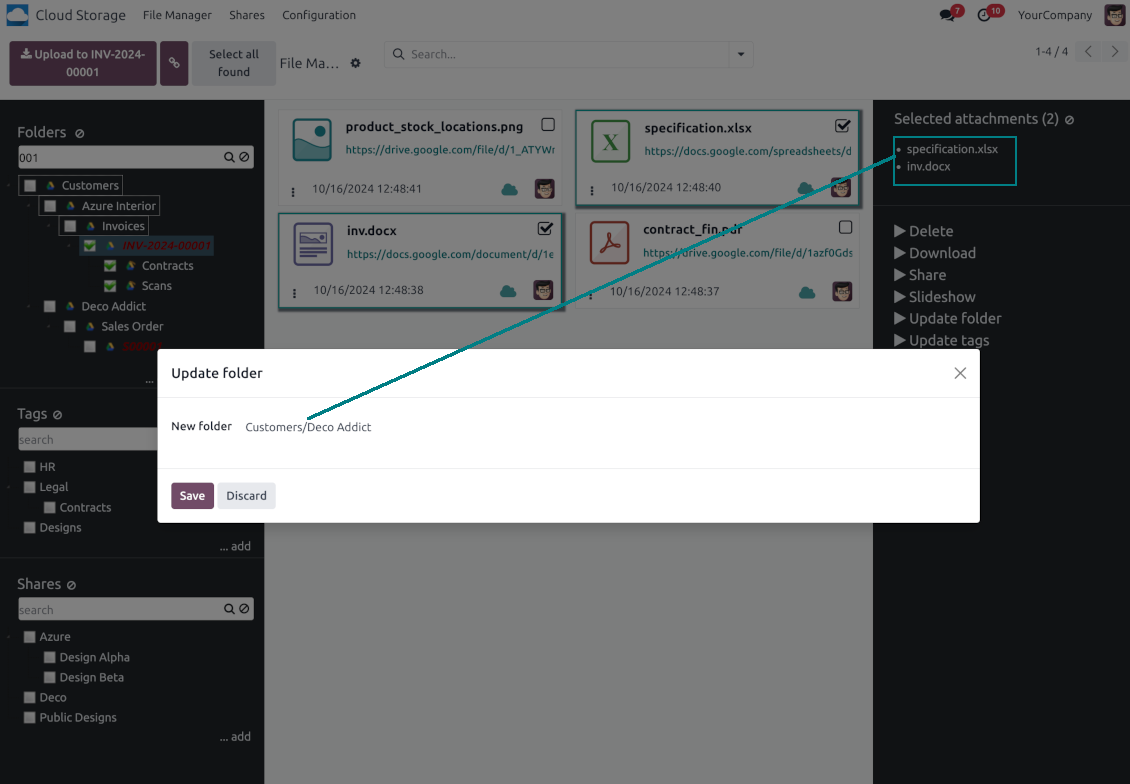 Cloud Storage File Manager Shares Configuration 7 10 YourCompany
Upload to INV-2024-
00001
Select all
found
File Ma...
Search...
1-4 / 4
Folders
001
Customers
Azure Interior
Invoices
INV-2024-00001
Contracts
Scans
Deco Addict
Sales Order
...
Tags
search
HR
Legal
Contracts
Designs
... add
Shares
search
Azure
Design Alpha
Design Beta
Deco
Public Designs
... add
product_stock_locations.png
https://drive.google.com/file/d/1_ATYWr
10/16/2024 12:48:41
specification.xlsx
https://docs.google.com/spreadsheets/d
10/16/2024 12:48:40
inv.docx
https://docs.google.com/document/d/1e
10/16/2024 12:48:38
contract_fin.pdf
https://drive.google.com/file/d/1azf0Gds
10/16/2024 12:48:37
Selected attachments (2)
• specification.xlsx
• inv.docx
Delete
Download
Share
Slideshow
Update folder
Update tags
Update folder
New folder Customers/Deco Addict
Save Discard